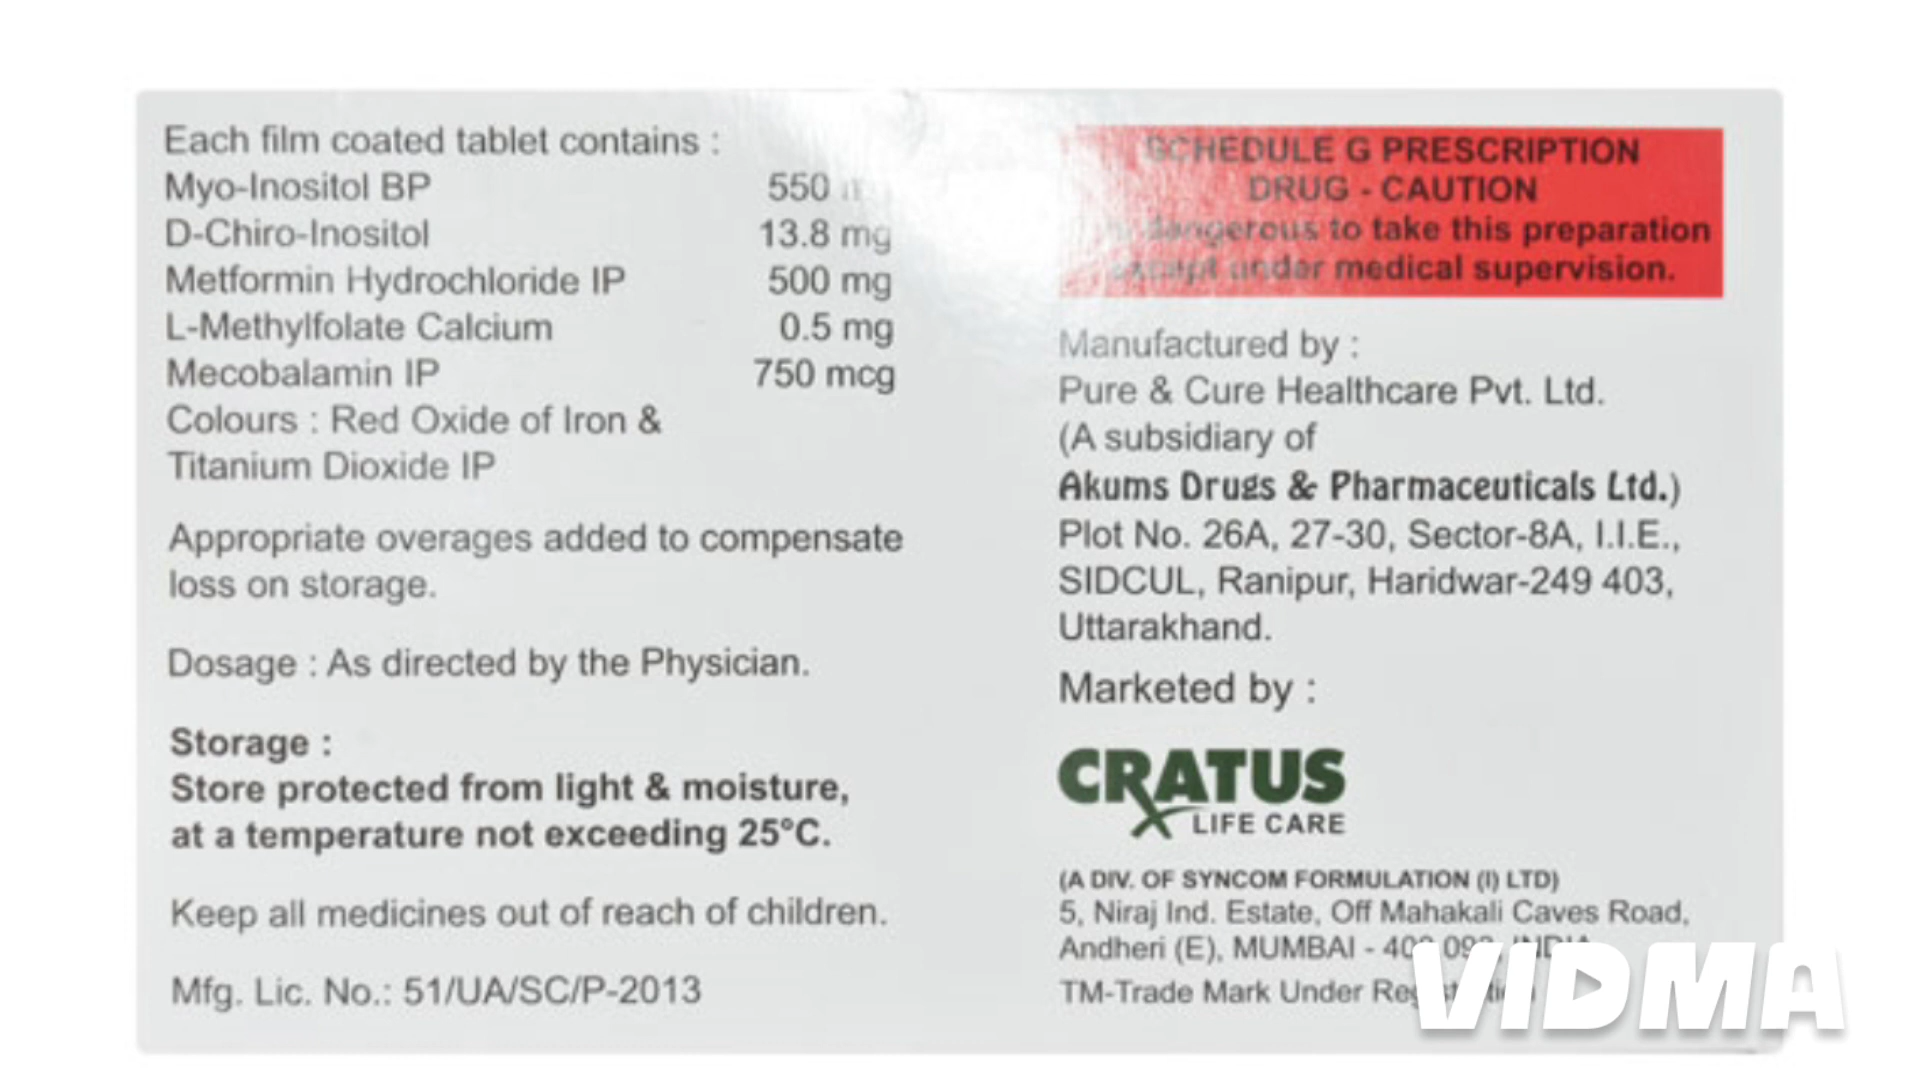 Each film coated tablet contains :
Myo-Inositol BP 550
D-Chiro-Inositol 13.8 mg
Metformin Hydrochloride IP 500 mg
L-Methylfolate Calcium 0.5 mg
Mecobalamin IP 750 mcg
Colours : Red Oxide of Iron &
Titanium Dioxide IP
Appropriate overages added to compensate
loss on storage.
Dosage : As directed by the Physician.
Storage :
Store protected from light & moisture,
at a temperature not exceeding 25°C.
Keep all medicines out of reach of children.
Mfg. Lic. No.: 51/UA/SC/P-2013
SCHEDULE G PRESCRIPTION
DRUG - CAUTION
dangerous to take this preparation
except under medical supervision.
Manufactured by :
Pure & Cure Healthcare Pvt. Ltd.
(A subsidiary of
Akums Drugs & Pharmaceuticals Ltd.)
Plot No. 26A, 27-30, Sector-8A, I.I.E.,
SIDCUL, Ranipur, Haridwar-249 403,
Uttarakhand.
Marketed by :
CRATUS
LIFE CARE
(A DIV. OF SYNCOM FORMULATION (I) LTD)
5, Niraj Ind. Estate, Off Mahakali Caves Road,
Andheri (E), MUMBAI -
TM-Trade Mark Under
VIDMA